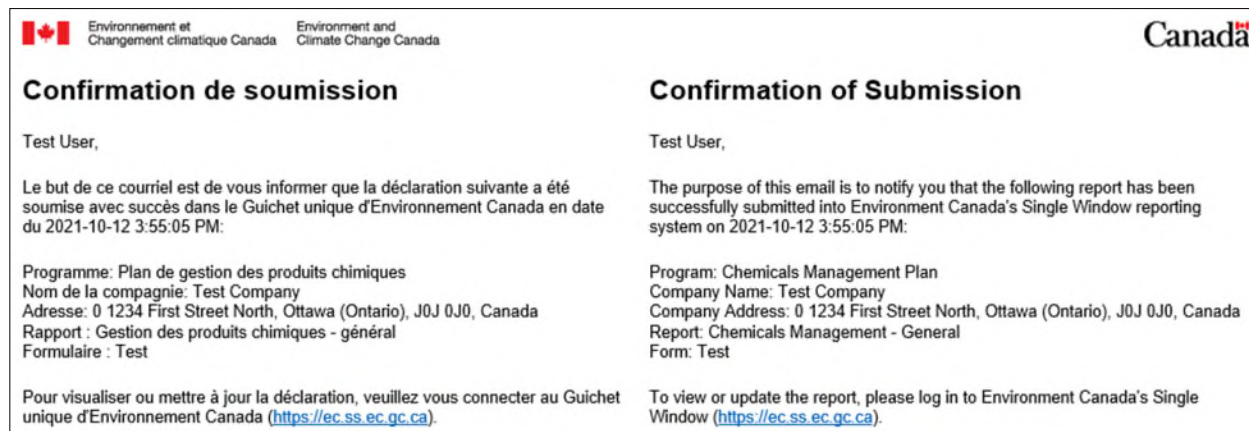 Environnement et
Changement climatique Canada
Environment and
Climate Change Canada
Canada
Confirmation de soumission
Test User,
Le but de ce courriel est de vous informer que la déclaration suivante a été
soumise avec succès dans le Guichet unique d'Environnement Canada en date
du 2021-10-12 3:55:05 PM:
Programme: Plan de gestion des produits chimiques
Nom de la compagnie: Test Company
Adresse: 0 1234 First Street North, Ottawa (Ontario), J0J 0J0, Canada
Rapport : Gestion des produits chimiques - général
Formulaire : Test
Pour visualiser ou mettre à jour la déclaration, veuillez vous connecter au Guichet
unique d'Environnement Canada (https://ec.ss.ec.gc.ca).
Confirmation of Submission
Test User,
The purpose of this email is to notify you that the following report has been
successfully submitted into Environment Canada's Single Window reporting
system on 2021-10-12 3:55:05 PM:
Program: Chemicals Management Plan
Company Name: Test Company
Company Address: 0 1234 First Street North, Ottawa (Ontario), J0J 0J0, Canada
Report: Chemicals Management - General
Form: Test
To view or update the report, please log in to Environment Canada's Single
Window (https://ec.ss.ec.gc.ca).